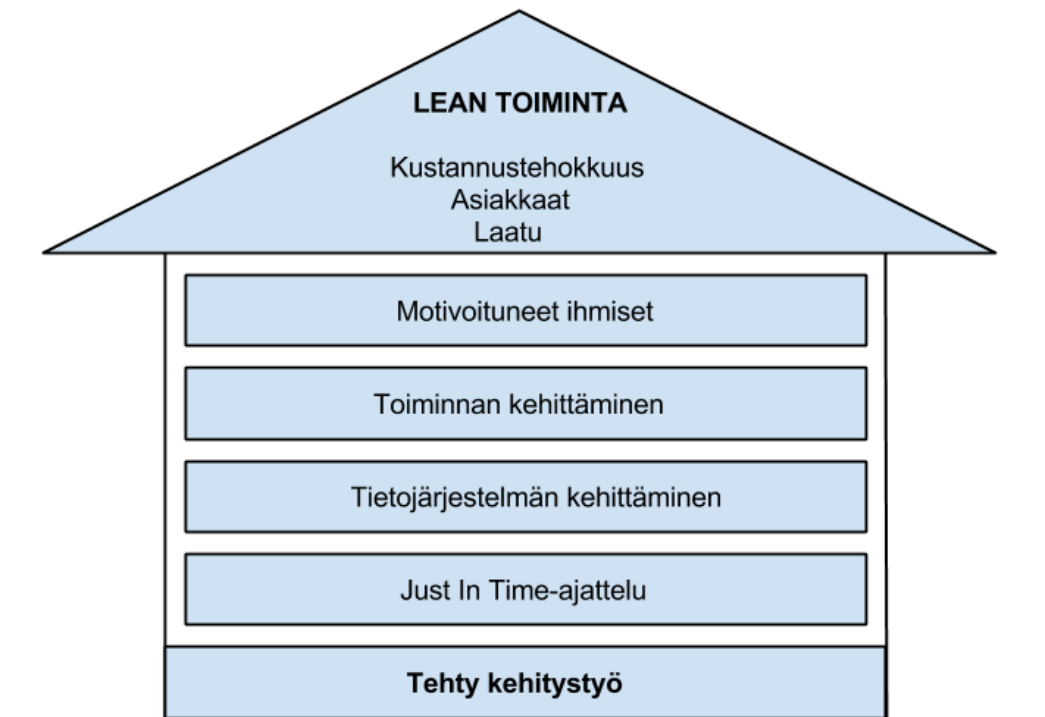 LEAN TOIMINTA
Kustannustehokkuus
Asiakkaat
Laatu
Motivoituneet ihmiset
Toiminnan kehittäminen
Tietojärjestelmän kehittäminen
Just In Time-ajattelu
Tehty kehitystyö